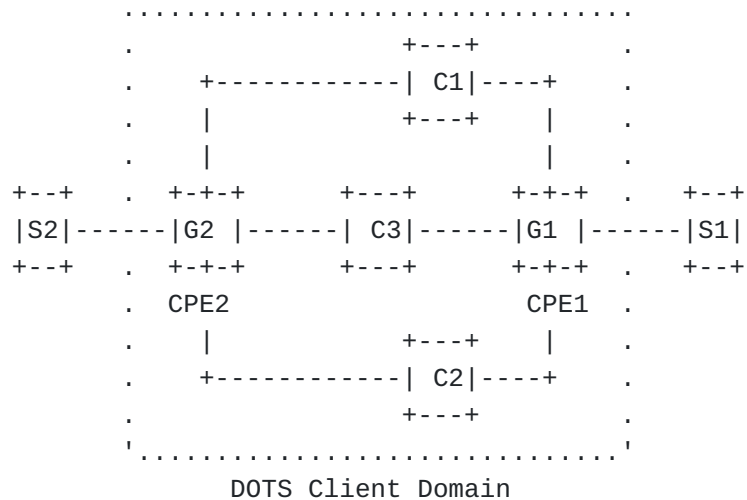 C1
S2 G2 C3 G1 S1
CPE2 CPE1
C2
DOTS Client Domain